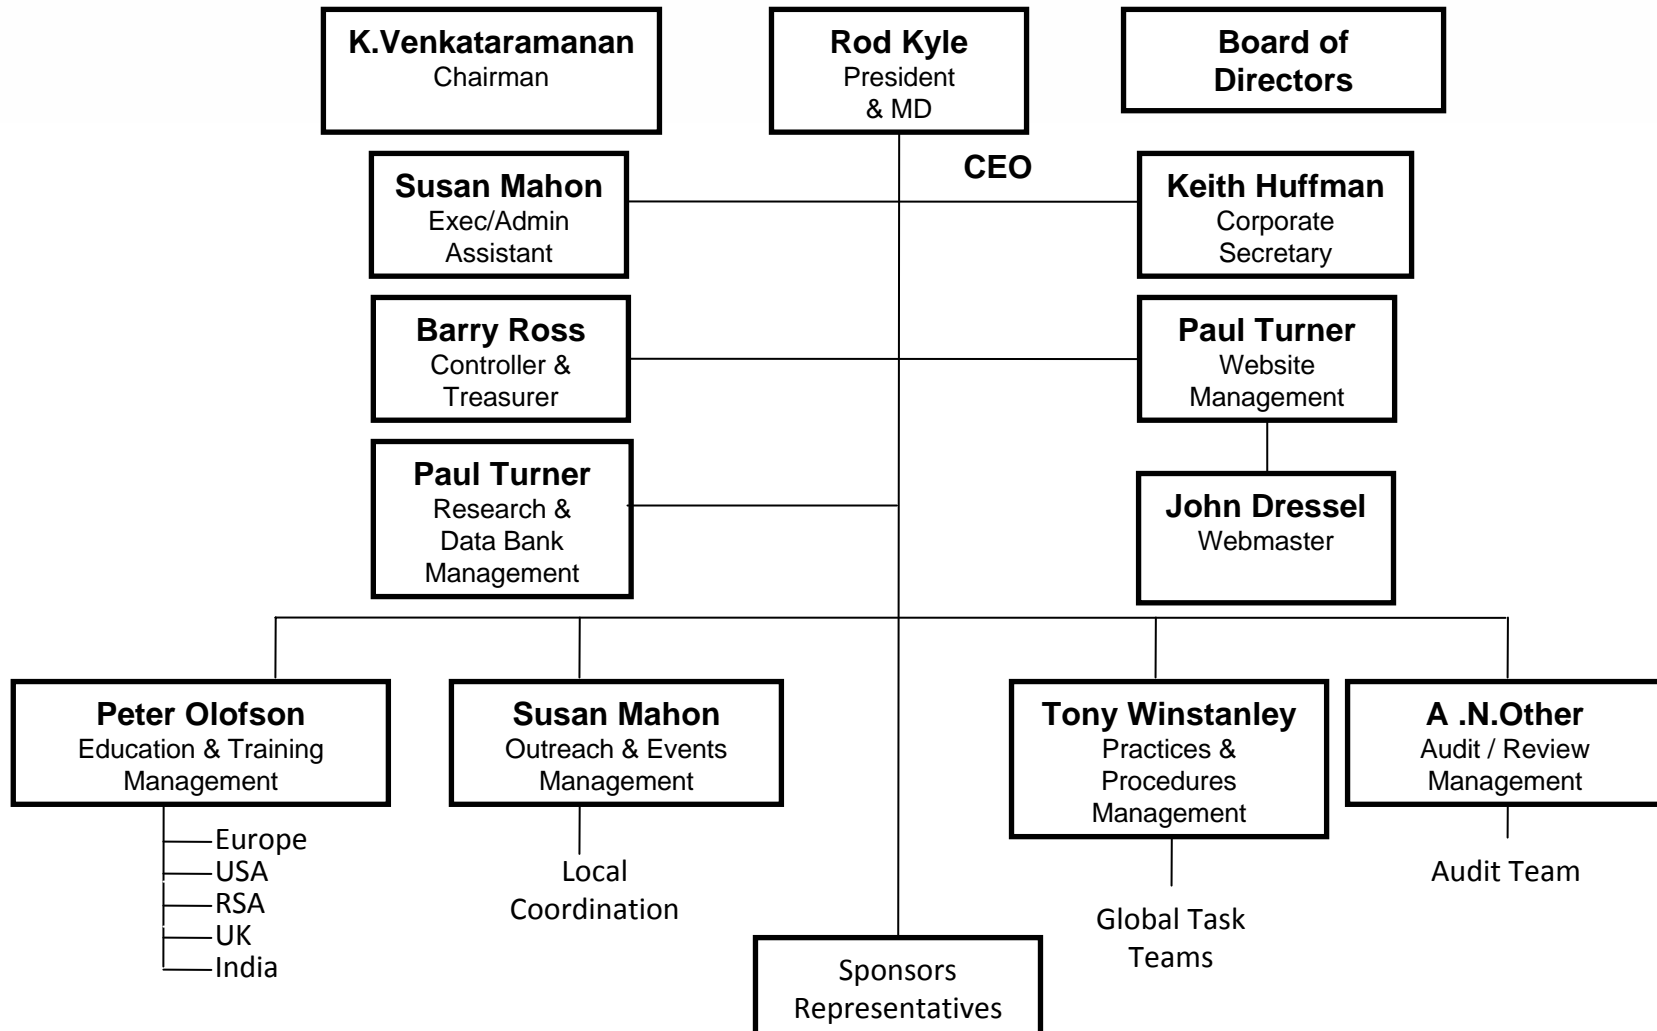 K.Venkataramanan
Chairman
Rod Kyle
President
& MD
Board of
Directors
CEO
Susan Mahon
Exec/Admin
Assistant
Keith Huffman
Corporate
Secretary
Barry Ross
Controller &
Treasurer
Paul Turner
Website
Management
Paul Turner
Research &
Data Bank
Management
John Dressel
Webmaster
Peter Olofson
Education & Training
Management
Susan Mahon
Outreach & Events
Management
Tony Winstanley
Practices &
Procedures
Management
A .N.Other
Audit / Review
Management
Europe
USA
RSA
UK
India
Local
Coordination
Global Task
Teams
Audit Team
Sponsors
Representatives